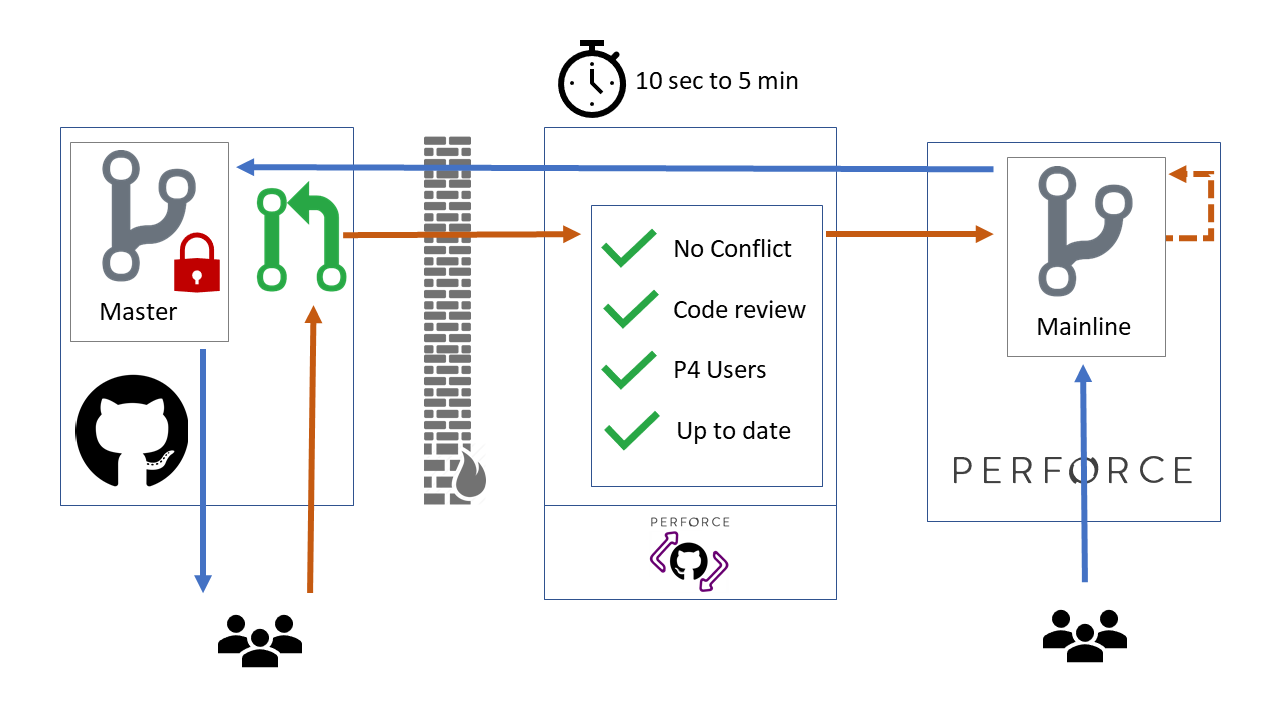 10 sec to 5 min
Master
No Conflict
Code review
P4 Users
Up to date
PERFORCE
Mainline
PERFORCE